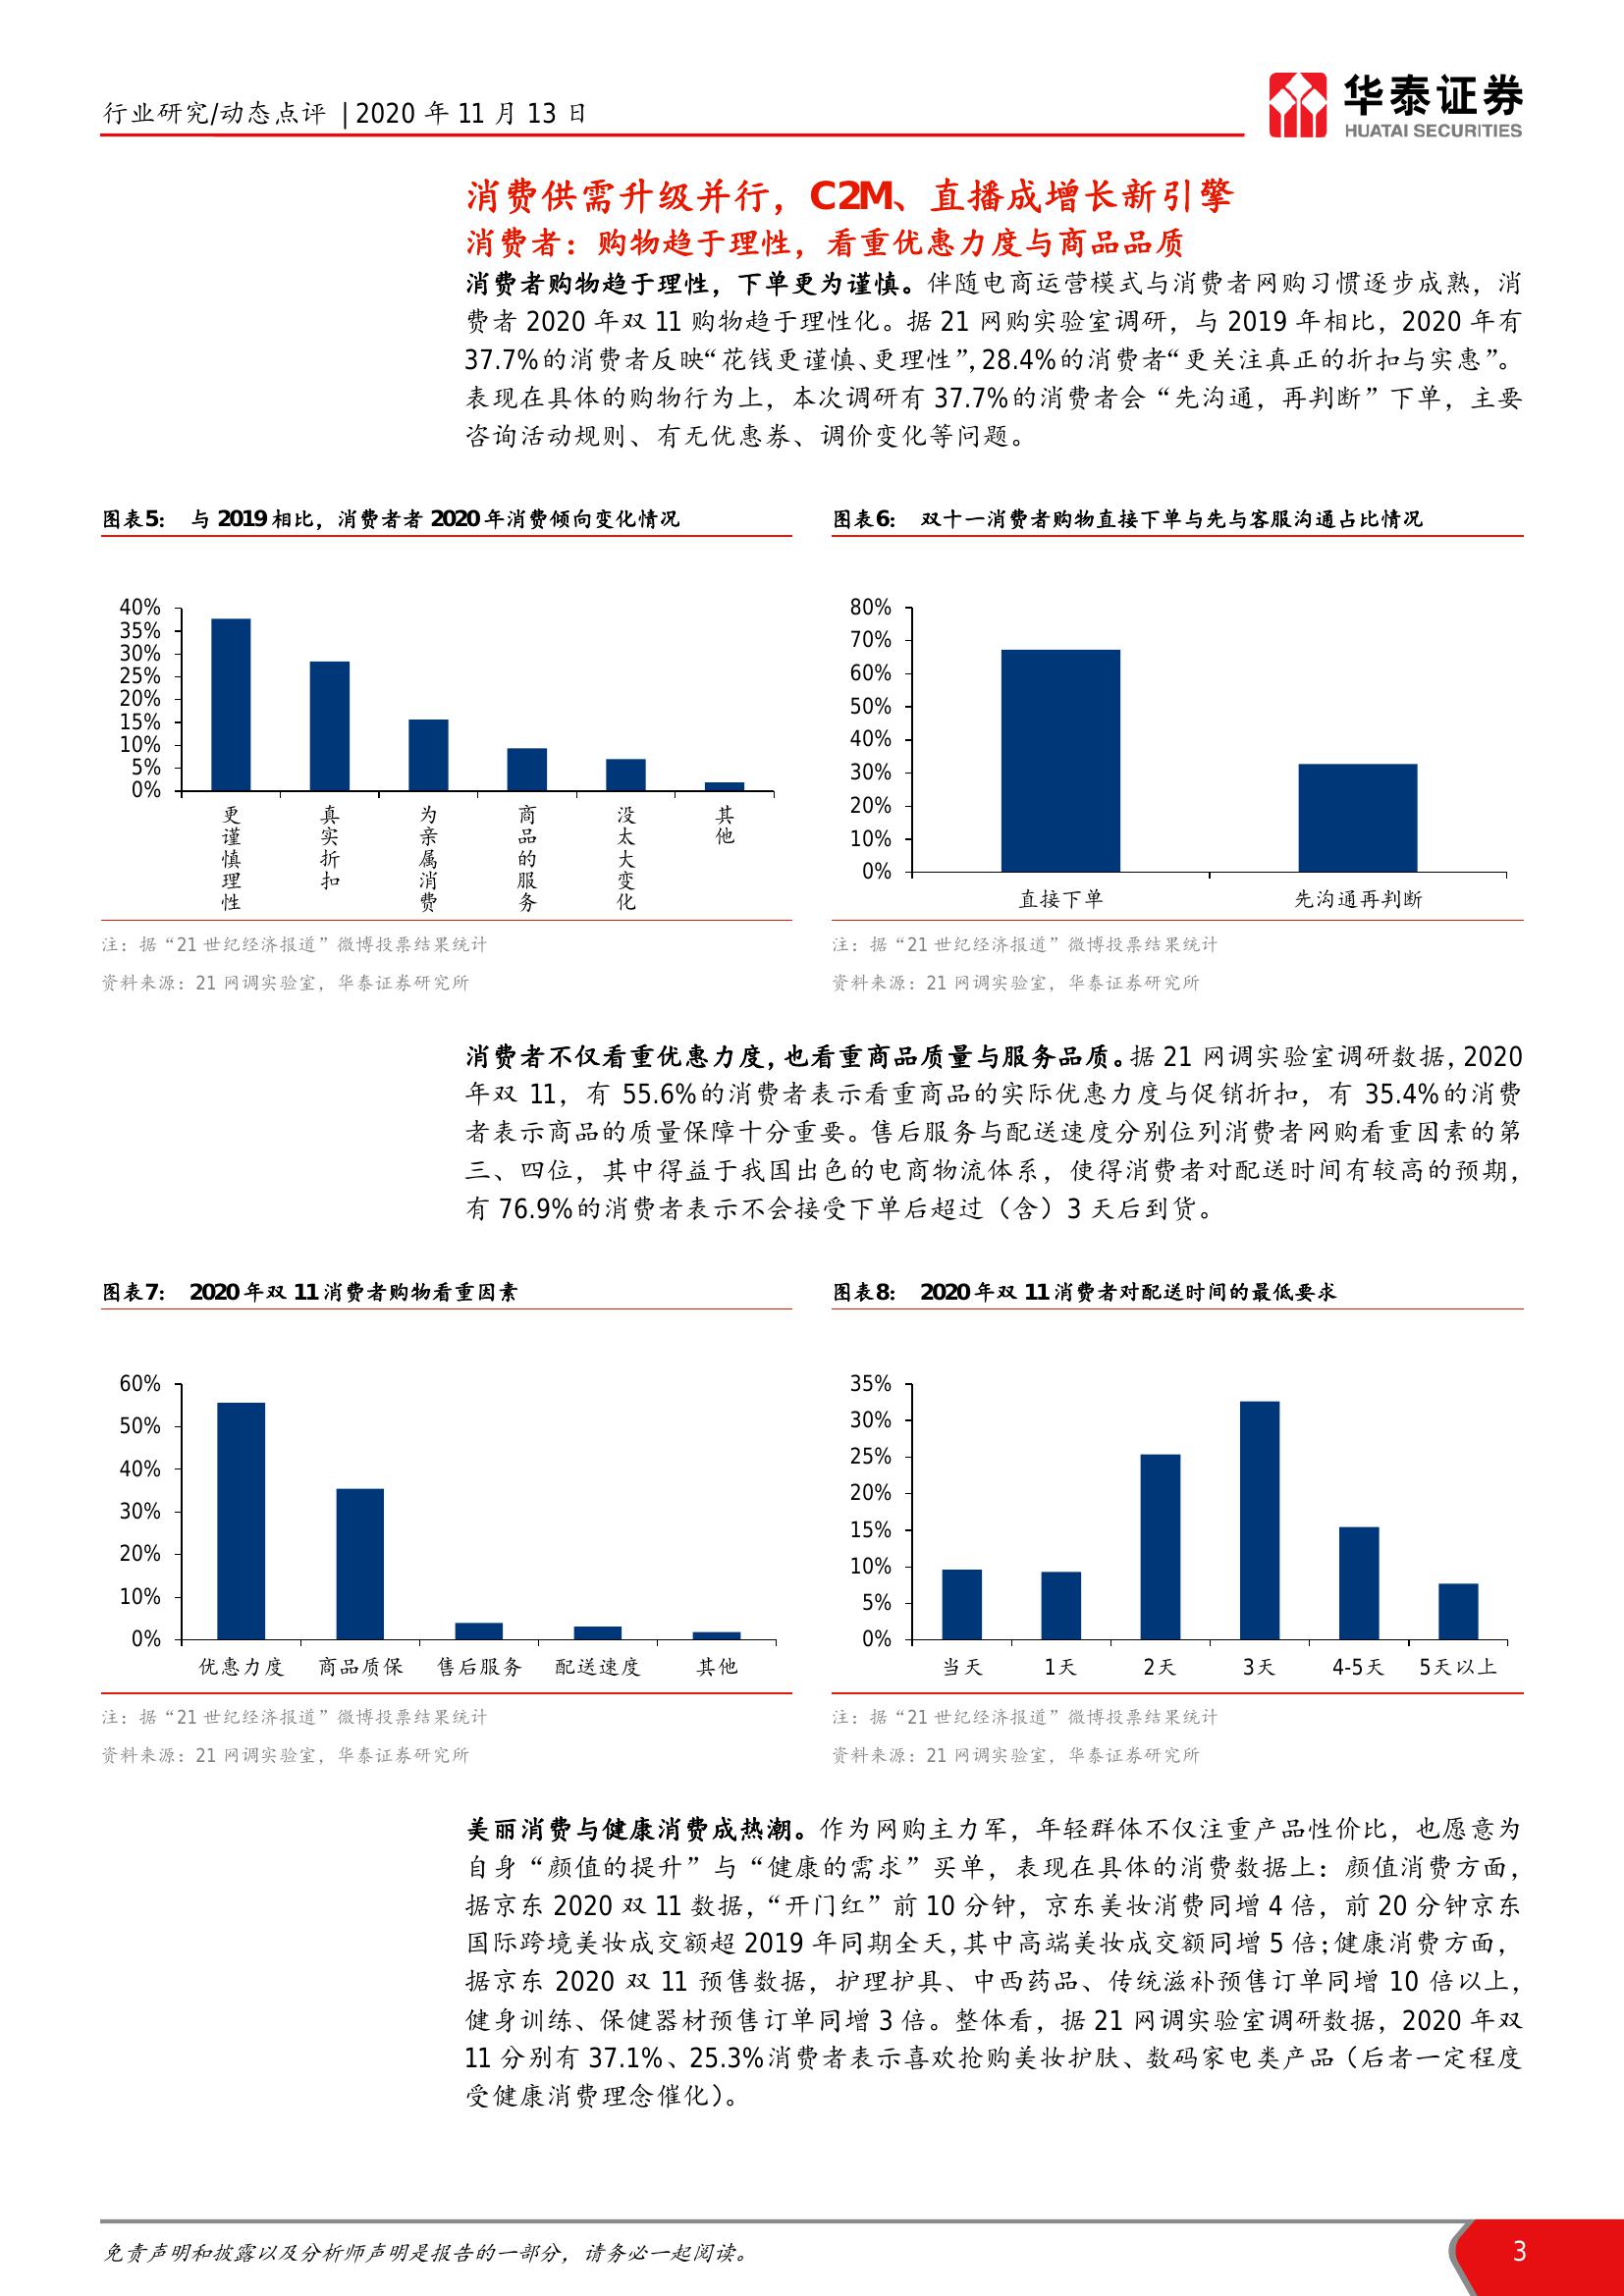 行业研究/动态点评 | 2020 年 11 月 13 日
华泰证券
HUATAI SECURITIES
消费供需升级并行，C2M、直播成增长新引擎
消费者：购物趋于理性，看重优惠力度与商品品质
消费者购物趋于理性，下单更为谨慎。伴随电商运营模式与消费者网购习惯逐步成熟，消
费者 2020 年双 11 购物趋于理性化。据 21 网购实验室调研，与 2019 年相比，2020 年有
37.7%的消费者反映“花钱更谨慎、更理性”，28.4%的消费者“更关注真正的折扣与实惠”。
表现在具体的购物行为上，本次调研有 37.7%的消费者会“先沟通，再判断”下单，主要
咨询活动规则、有无优惠券、调价变化等问题。
图表5： 与 2019 相比，消费者者 2020 年消费倾向变化情况
40%
35%
30%
25%
20%
15%
10%
5%
0%
更谨慎理性
真实折扣
为亲属消费
商品的服务
没太大变化
其他
注：据“21 世纪经济报道”微博投票结果统计
资料来源：21 网调实验室，华泰证券研究所
图表6： 双十一消费者购物直接下单与先与客服沟通占比情况
80%
70%
60%
50%
40%
30%
20%
10%
0%
直接下单
先沟通再判断
注：据“21 世纪经济报道”微博投票结果统计
资料来源：21 网调实验室，华泰证券研究所
消费者不仅看重优惠力度，也看重商品质量与服务品质。据 21 网调实验室调研数据，2020
年双 11，有 55.6%的消费者表示看重商品的实际优惠力度与促销折扣，有 35.4%的消费
者表示商品的质量保障十分重要。售后服务与配送速度分别位列消费者网购看重因素的第
三、四位，其中得益于我国出色的电商物流体系，使得消费者对配送时间有较高的预期，
有 76.9%的消费者表示不会接受下单后超过（含）3 天后到货。
图表7： 2020 年双 11 消费者购物看重因素
60%
50%
40%
30%
20%
10%
0%
优惠力度
商品质保
售后服务
配送速度
其他
注：据“21 世纪经济报道”微博投票结果统计
资料来源：21 网调实验室，华泰证券研究所
图表8： 2020 年双 11 消费者对配送时间的最低要求
35%
30%
25%
20%
15%
10%
5%
0%
当天
1天
2天
3天
4-5天
5天以上
注：据“21 世纪经济报道”微博投票结果统计
资料来源：21 网调实验室，华泰证券研究所
美丽消费与健康消费成热潮。作为网购主力军，年轻群体不仅注重产品性价比，也愿意为
自身“颜值的提升”与“健康的需求”买单，表现在具体的消费数据上：颜值消费方面，
据京东 2020 双 11 数据，“开门红”前 10 分钟，京东美妆消费同增 4 倍，前 20 分钟京东
国际跨境美妆成交额超 2019 年同期全天，其中高端美妆成交额同增 5 倍；健康消费方面，
据京东 2020 双 11 预售数据，护理护具、中西药品、传统滋补预售订单同增 10 倍以上，
健身训练、保健器材预售订单同增 3 倍。整体看，据 21 网调实验室调研数据，2020 年双
11 分别有 37.1%、25.3%消费者表示喜欢抢购美妆护肤、数码家电类产品（后者一定程度
受健康消费理念催化）。
免责声明和披露以及分析师声明是报告的一部分，请务必一起阅读。
3